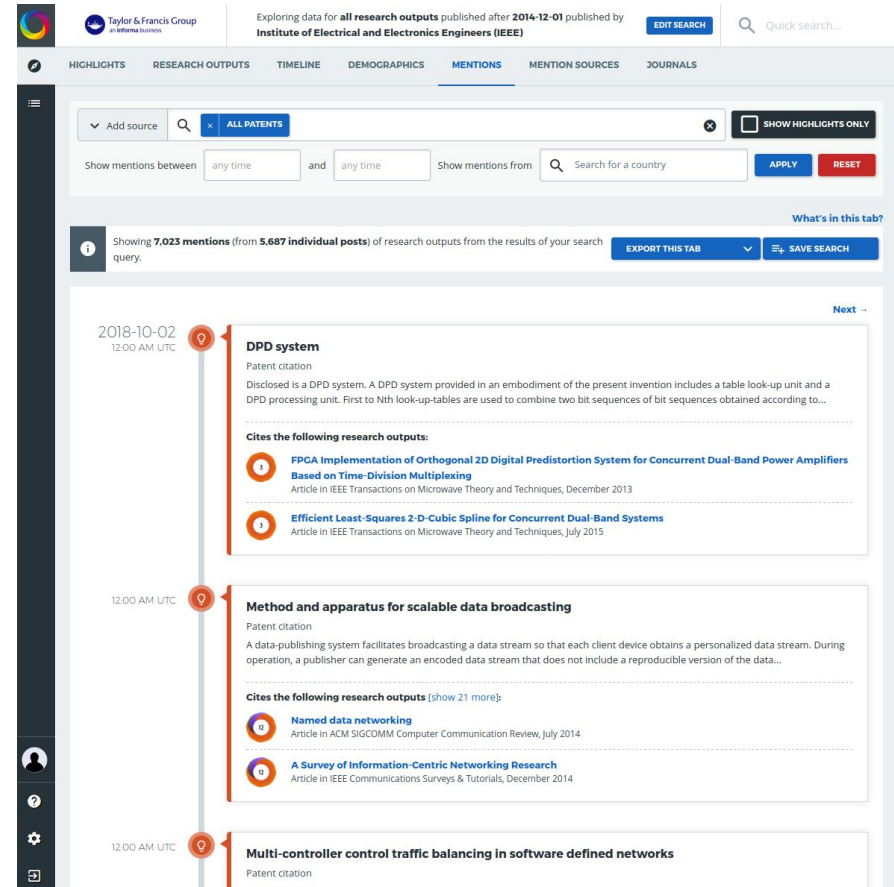 Taylor & Francis Group
an informa business
Exploring data for all research outputs published after 2014-12-01 published by
Institute of Electrical and Electronics Engineers (IEEE)
EDIT SEARCH
Quick search...
HIGHLIGHTS RESEARCH OUTPUTS TIMELINE DEMOGRAPHICS MENTIONS MENTION SOURCES JOURNALS
Add source
× ALL PATENTS
SHOW HIGHLIGHTS ONLY
Show mentions between any time and any time Show mentions from Search for a country APPLY RESET
What's in this tab?
Showing 7,023 mentions (from 5,687 individual posts) of research outputs from the results of your search
query.
EXPORT THIS TAB
SAVE SEARCH
Next →
2018-10-02
12:00 AM UTC
DPD system
Patent citation
Disclosed is a DPD system. A DPD system provided in an embodiment of the present invention includes a table look-up unit and a
DPD processing unit. First to Nth look-up-tables are used to combine two bit sequences of bit sequences obtained according to...
Cites the following research outputs:
3
FPGA Implementation of Orthogonal 2D Digital Predistortion System for Concurrent Dual-Band Power Amplifiers
Based on Time-Division Multiplexing
Article in IEEE Transactions on Microwave Theory and Techniques, December 2013
3
Efficient Least-Squares 2-D-Cubic Spline for Concurrent Dual-Band Systems
Article in IEEE Transactions on Microwave Theory and Techniques, July 2015
12:00 AM UTC
Method and apparatus for scalable data broadcasting
Patent citation
A data-publishing system facilitates broadcasting a data stream so that each client device obtains a personalized data stream. During
operation, a publisher can generate an encoded data stream that does not include a reproducible version of the data...
Cites the following research outputs [show 21 more]:
12
Named data networking
Article in ACM SIGCOMM Computer Communication Review, July 2014
12
A Survey of Information-Centric Networking Research
Article in IEEE Communications Surveys & Tutorials, December 2014
12:00 AM UTC
Multi-controller control traffic balancing in software defined networks
Patent citation